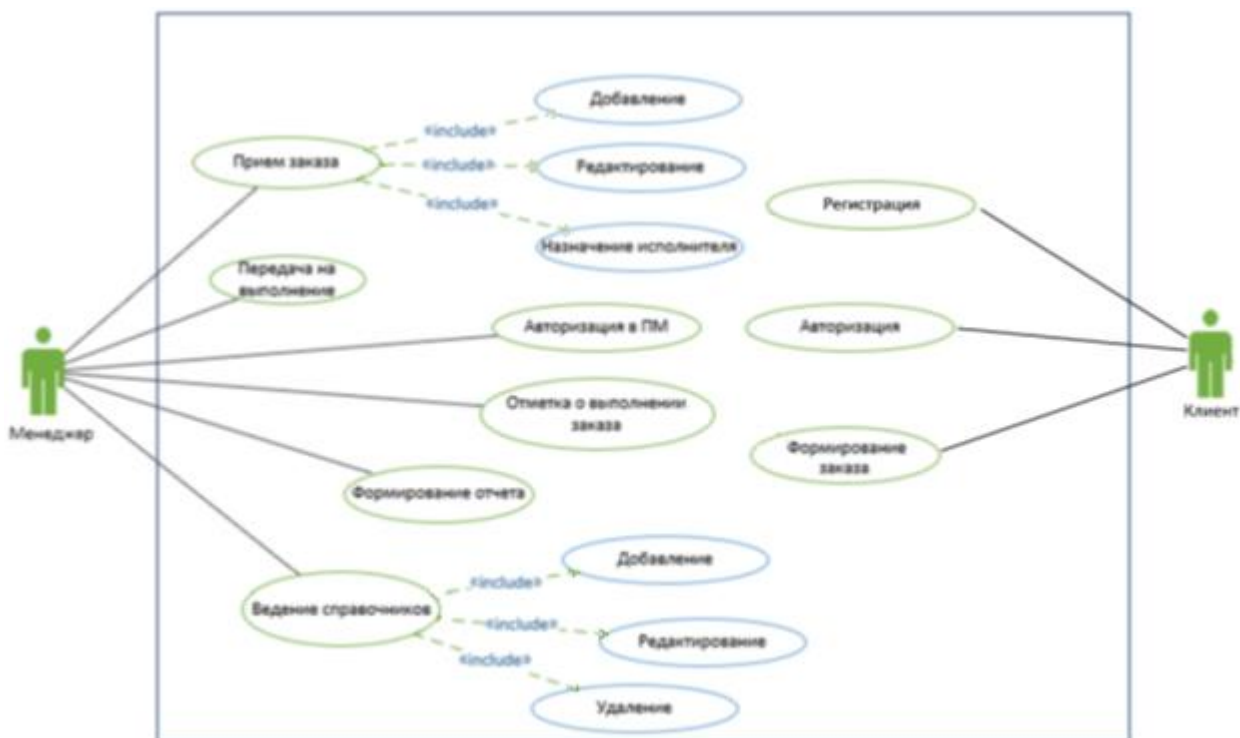 Добавление
«include»
Прием заказа
«include»
Редактирование
«include»
Регистрация
Назначение исполнителя
Передача на
выполнение
Авторизация в ПМ
Авторизация
Отметка о выполнении
заказа
Менеджер
Клиент
Формирование
заказа
Формирование отчета
Добавление
«include»
Ведение справочников
«include»
Редактирование
«include»
Удаление